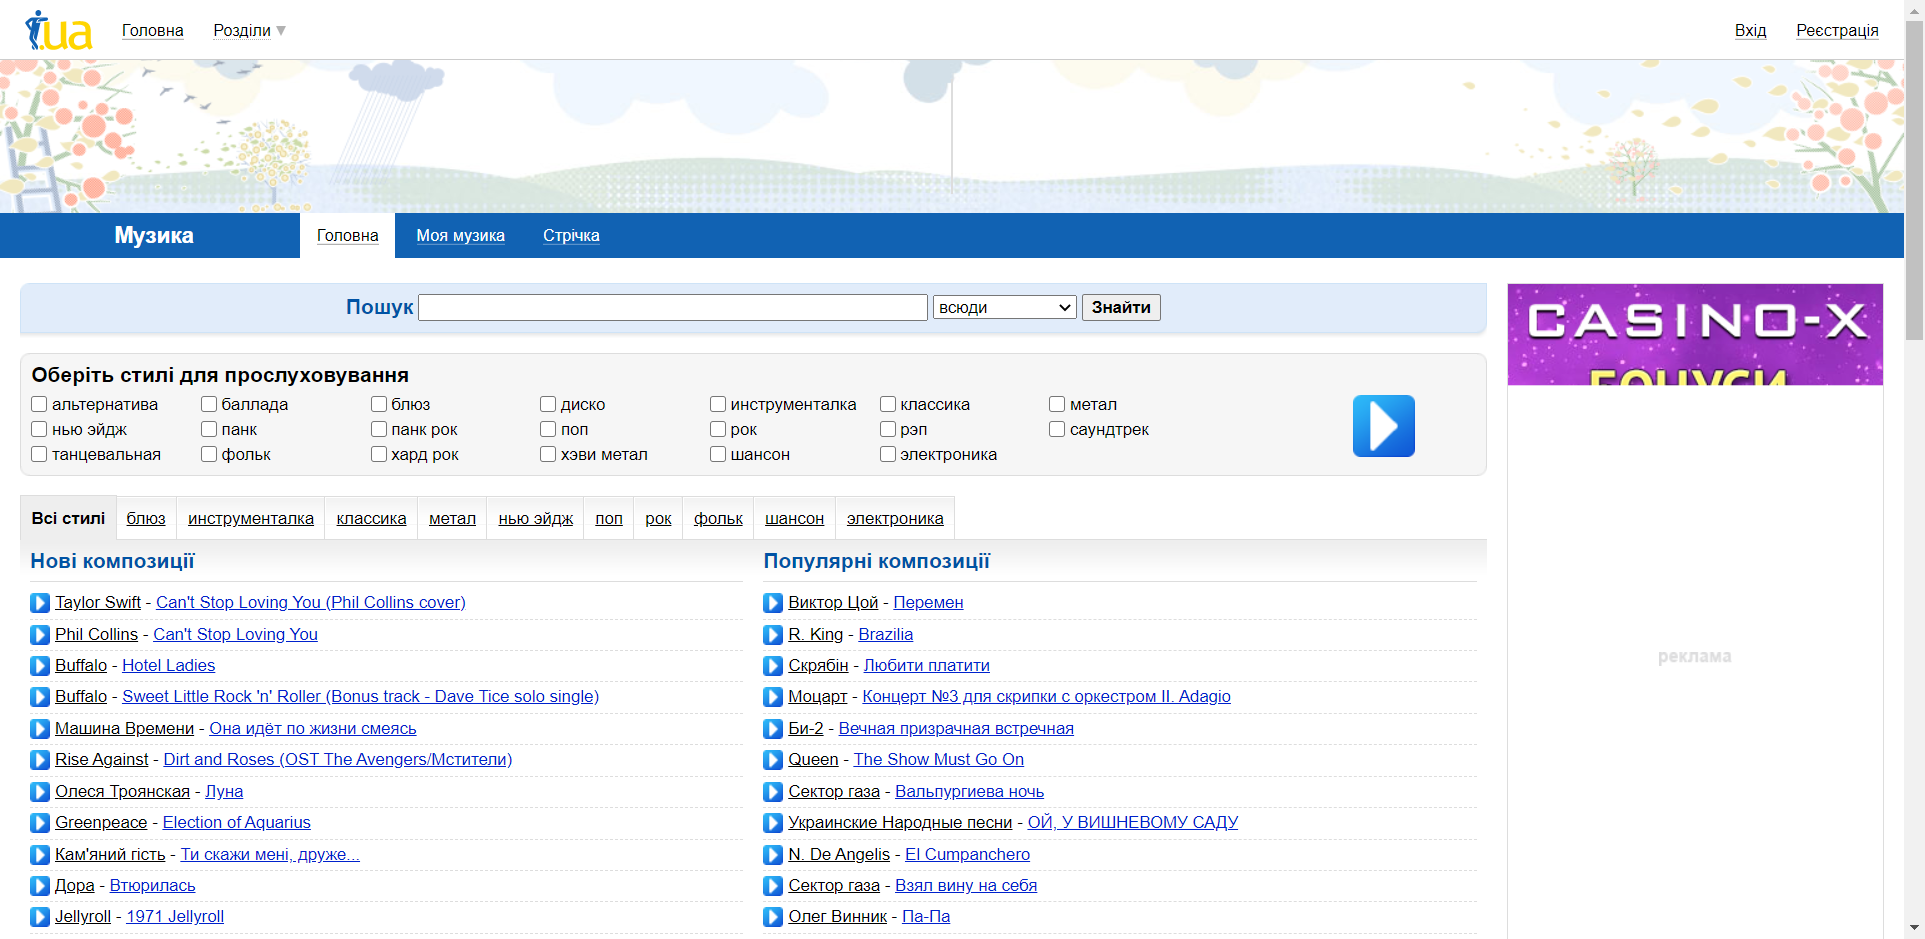 i.ua Головна Розділи ▼ Вхід Реєстрація
Музика Головна Моя музика Стрічка
Пошук всюди Знайти
CASINO-X
БОНУСИ
Оберіть стилі для прослуховування
альтернатива баллада блюз диско инструменталка классика метал
нью эйдж панк панк рок поп рок рэп саундтрек
танцевальная фольк хард рок хэви метал шансон электроника
Всі стилі блюз инструменталка классика метал нью эйдж поп рок фольк шансон электроника
Нові композиції
Taylor Swift - Can't Stop Loving You (Phil Collins cover)
Phil Collins - Can't Stop Loving You
Buffalo - Hotel Ladies
Buffalo - Sweet Little Rock 'n' Roller (Bonus track - Dave Tice solo single)
Машина Времени - Она идёт по жизни смеясь
Rise Against - Dirt and Roses (OST The Avengers/Мстители)
Олеся Троянская - Луна
Greenpeace - Election of Aquarius
Кам'яний гість - Ти скажи мені, друже...
Дора - Втюрилась
Jellyroll - 1971 Jellyroll
Популярні композиції
Виктор Цой - Перемен
R. King - Brazilia
Скрябін - Любити платити
Моцарт - Концерт №3 для скрипки с оркестром II. Adagio
Би-2 - Вечная призрачная встречная
Queen - The Show Must Go On
Сектор газа - Вальпургиева ночь
Украинские Народные песни - ОЙ, У ВИШНЕВОМУ САДУ
N. De Angelis - El Cumpanchero
Сектор газа - Взял вину на себя
Олег Винник - Па-Па
реклама